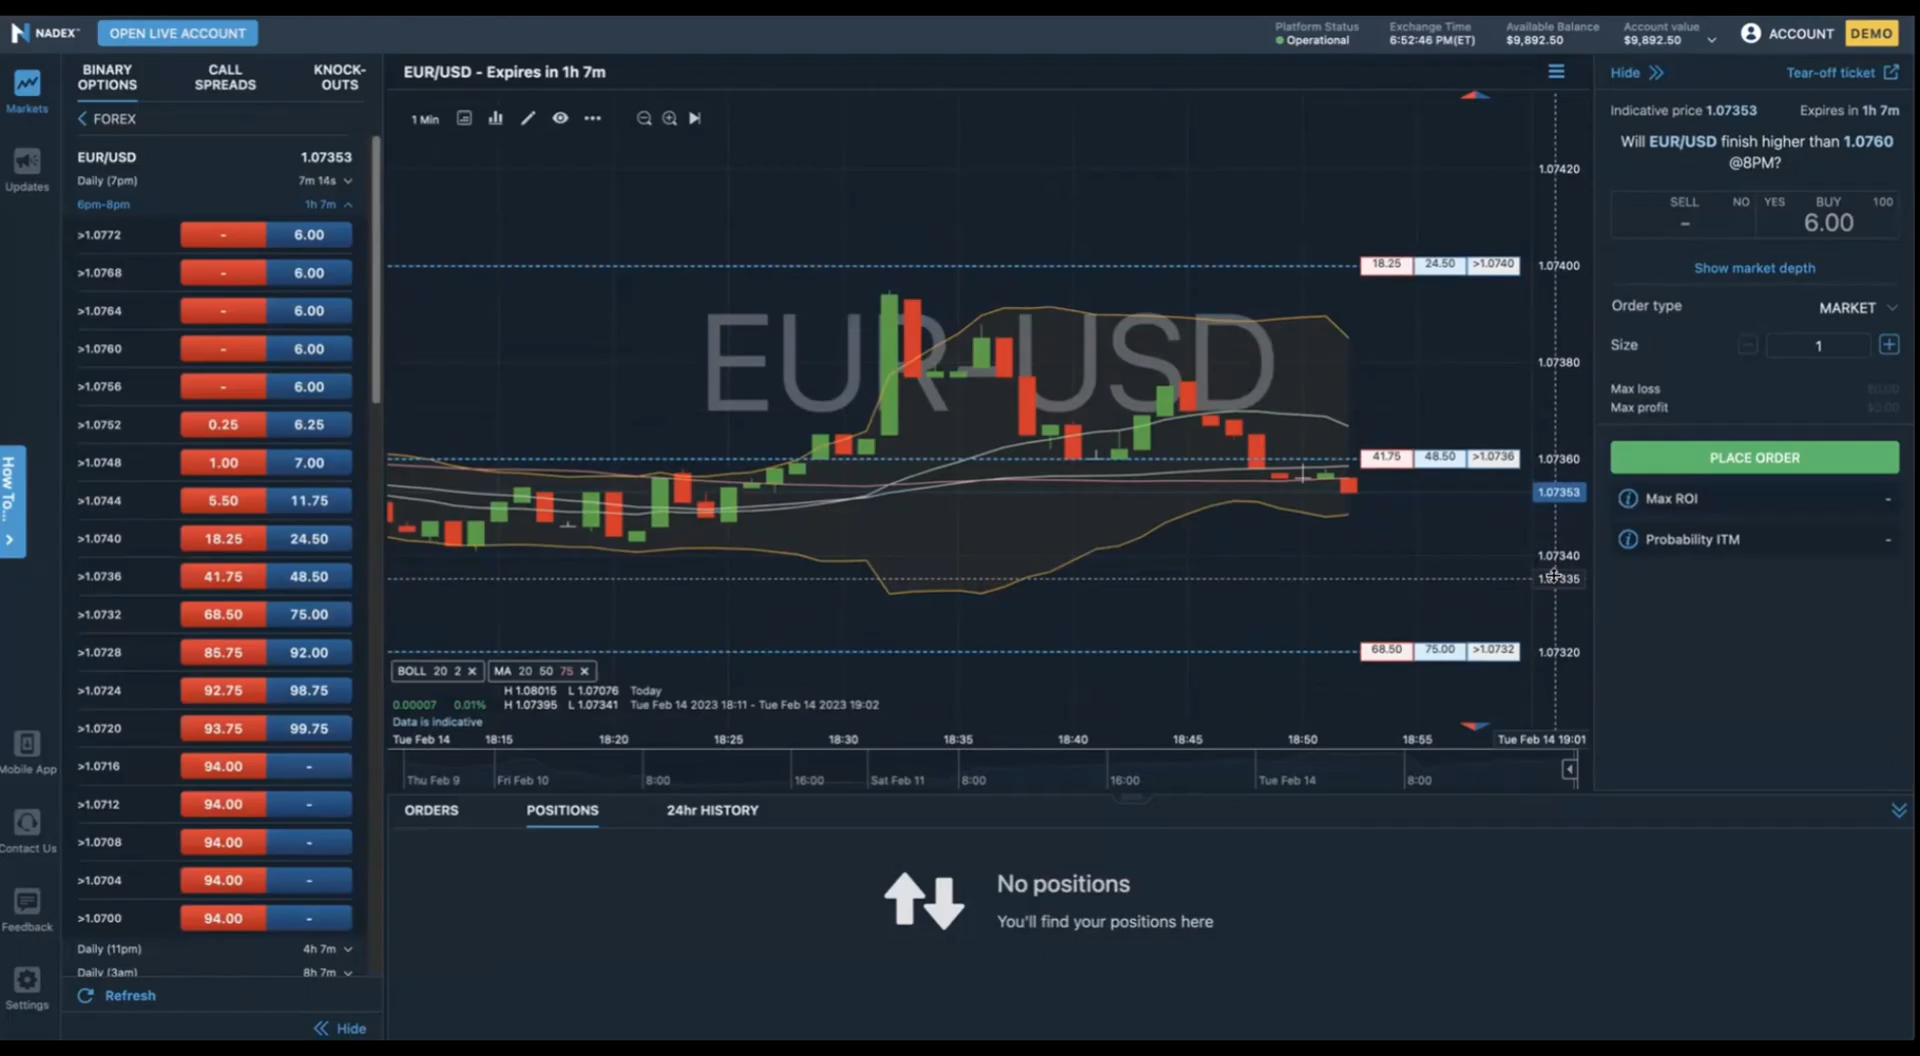 NADEX
OPEN LIVE ACCOUNT
Platform Status
Operational
Exchange Time
6:52:46 PM(ET)
Available Balance
$9,892.50
Account value
$9,892.50
ACCOUNT
DEMO
Markets
Updates
How To...
Mobile App
Contact Us
Feedback
Settings
BINARY OPTIONS
CALL SPREADS
KNOCK-OUTS
FOREX
EUR/USD 1.07353
Daily (7pm) 7m 14s
6pm-8pm 1h 7m
>1.0772 - 6.00
>1.0768 - 6.00
>1.0764 - 6.00
>1.0760 - 6.00
>1.0756 - 6.00
>1.0752 0.25 6.25
>1.0748 1.00 7.00
>1.0744 5.50 11.75
>1.0740 18.25 24.50
>1.0736 41.75 48.50
>1.0732 68.50 75.00
>1.0728 85.75 92.00
>1.0724 92.75 98.75
>1.0720 93.75 99.75
>1.0716 94.00 -
>1.0712 94.00 -
>1.0708 94.00 -
>1.0704 94.00 -
>1.0700 94.00 -
Daily (11pm) 4h 7m
Daily (3am) 8h 7m
Refresh
Hide
EUR/USD - Expires in 1h 7m
1 Min
EUR-USD
1.07420
18.25 24.50 >1.0740 1.07400
1.07380
41.75 48.50 >1.0736 1.07360
1.07353
1.07340
68.50 75.00 >1.0732 1.07320
BOLL 20 2 × MA 20 50 75 ×
H 1.08015 L 1.07076 Today
0.00007 0.01% H 1.07395 L 1.07341 Tue Feb 14 2023 18:11 - Tue Feb 14 2023 19:02
Data is indicative
Tue Feb 14 18:15 18:20 18:25 18:30 18:35 18:40 18:45 18:50 18:55 Tue Feb 14 19:01
Thu Feb 9 Fri Feb 10 8:00 16:00 Sat Feb 11 8:00 16:00 Tue Feb 14 8:00
ORDERS POSITIONS 24hr HISTORY
No positions
You'll find your positions here
Hide
Tear-off ticket
Indicative price 1.07353 Expires in 1h 7m
Will EUR/USD finish higher than 1.0760
@8PM?
SELL NO YES BUY 100
- 6.00
Show market depth
Order type MARKET
Size 1
Max loss
Max profit
PLACE ORDER
Max ROI -
Probability ITM -